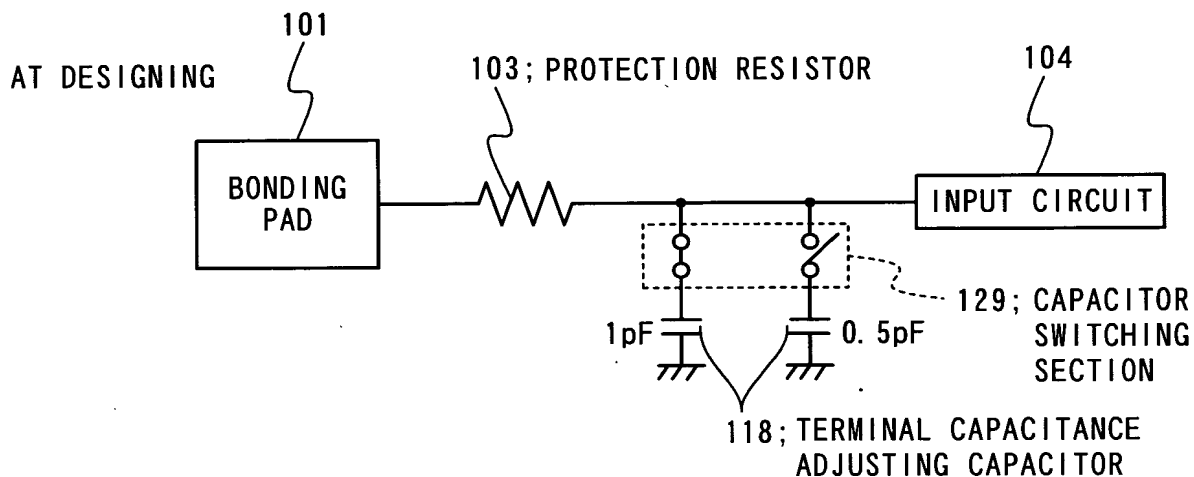 101
AT DESIGNING
103; PROTECTION RESISTOR
104
BONDING
PAD
INPUT CIRCUIT
129; CAPACITOR
SWITCHING
SECTION
1pF
0.5pF
118; TERMINAL CAPACITANCE
ADJUSTING CAPACITOR